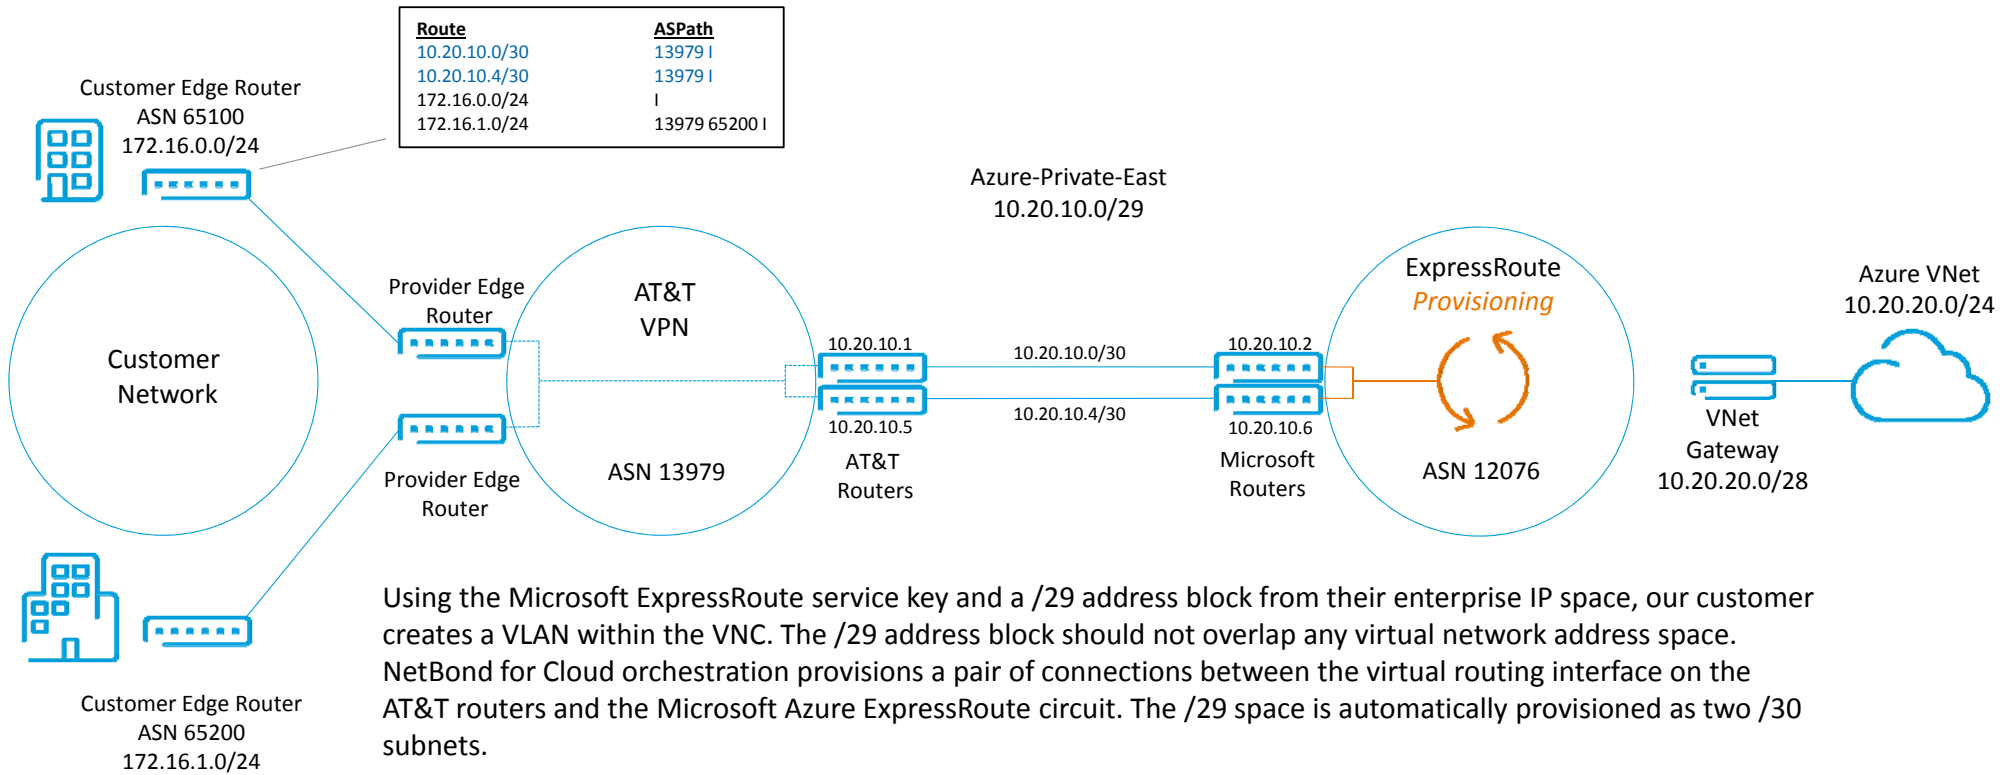 Route ASPath
10.20.10.0/30 13979 I
10.20.10.4/30 13979 I
172.16.0.0/24 I
172.16.1.0/24 13979 65200 I
Customer Edge Router
ASN 65100
172.16.0.0/24
Azure-Private-East
10.20.10.0/29
Customer
Network
Provider Edge
Router
Provider Edge
Router
AT&T
VPN
ASN 13979
10.20.10.1
10.20.10.5
AT&T
Routers
10.20.10.0/30
10.20.10.4/30
10.20.10.2
10.20.10.6
Microsoft
Routers
ExpressRoute
Provisioning
ASN 12076
VNet
Gateway
10.20.20.0/28
Azure VNet
10.20.20.0/24
Customer Edge Router
ASN 65200
172.16.1.0/24
Using the Microsoft ExpressRoute service key and a /29 address block from their enterprise IP space, our customer
creates a VLAN within the VNC. The /29 address block should not overlap any virtual network address space.
NetBond for Cloud orchestration provisions a pair of connections between the virtual routing interface on the
AT&T routers and the Microsoft Azure ExpressRoute circuit. The /29 space is automatically provisioned as two /30
subnets.